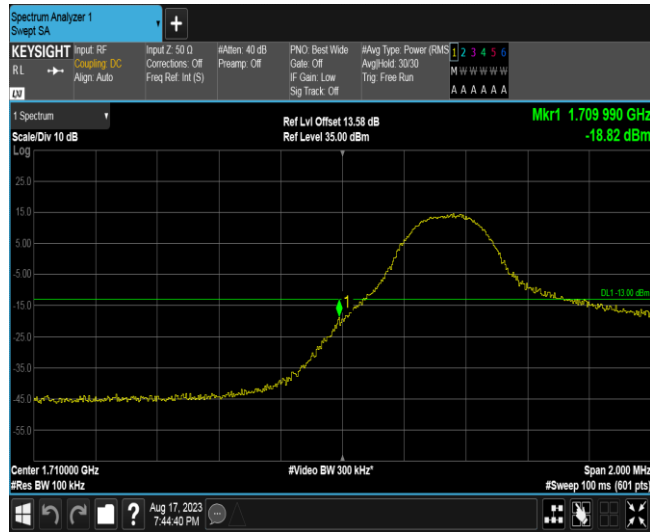 Spectrum Analyzer 1
Swept SA
+
KEYSIGHT
RL
LXI
Input: RF
Coupling: DC
Align: Auto
Input Z: 50 Ω
Corrections: Off
Freq Ref: Int (S)
#Atten: 40 dB
Preamp: Off
PNO: Best Wide
Gate: Off
IF Gain: Low
Sig Track: Off
#Avg Type: Power (RMS
Avg|Hold: 30/30
Trig: Free Run
1 2 3 4 5 6
M W W W W W
A A A A A A
1 Spectrum
Scale/Div 10 dB
Log
Ref Lvl Offset 13.58 dB
Ref Level 35.00 dBm
Mkr1 1.709 990 GHz
-18.82 dBm
25.0
15.0
5.00
-5.00
-15.0
-25.0
-35.0
-45.0
-55.0
1
DL1 -13.00 dBm
Center 1.710000 GHz
#Res BW 100 kHz
#Video BW 300 kHz*
Span 2.000 MHz
#Sweep 100 ms (601 pts)
?
Aug 17, 2023
7:44:40 PM